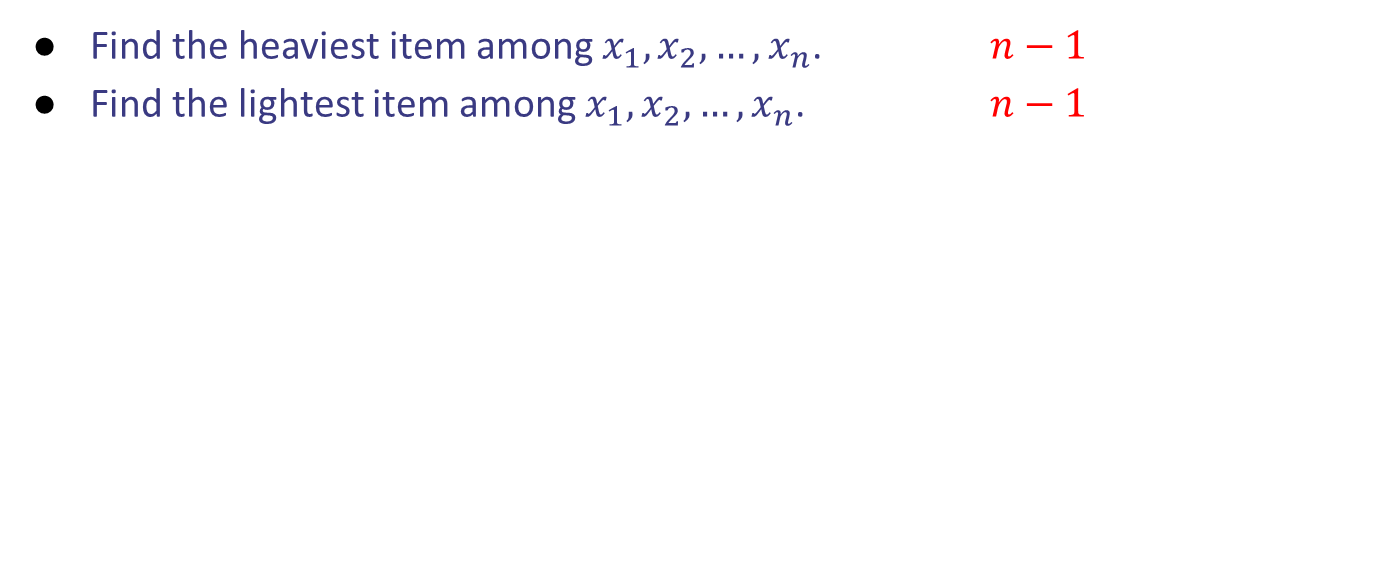 ● Find the heaviest item among x₁, x₂, … , xₙ. n − 1
● Find the lightest item among x₁, x₂, … , xₙ. n − 1